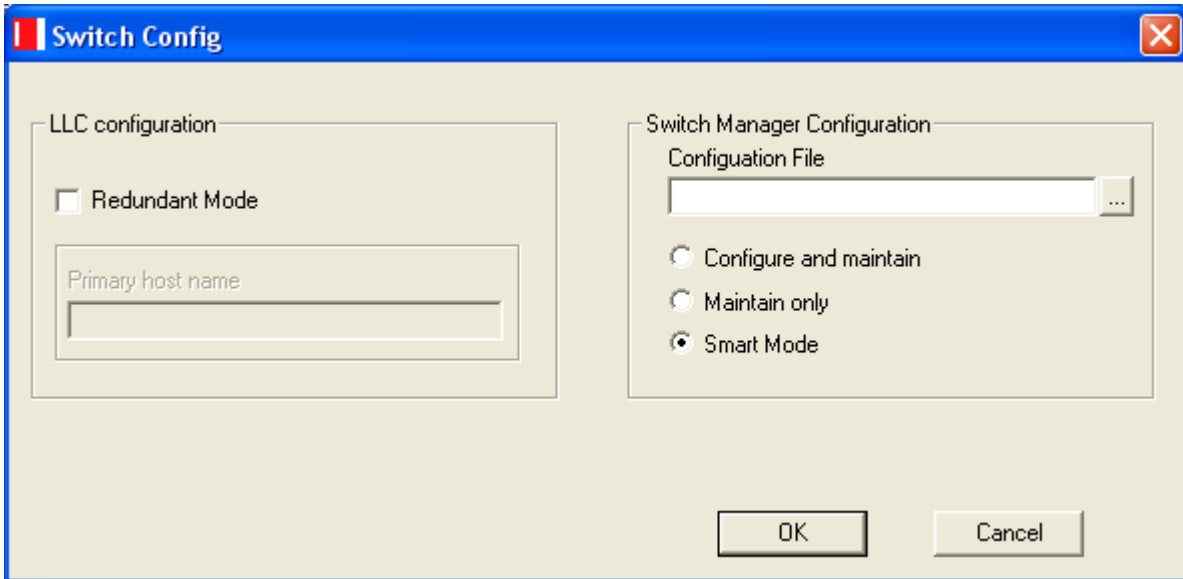 Switch Config
LLC configuration
Redundant Mode
Primary host name
Switch Manager Configuration
Configuation File
...
Configure and maintain
Maintain only
Smart Mode
OK
Cancel